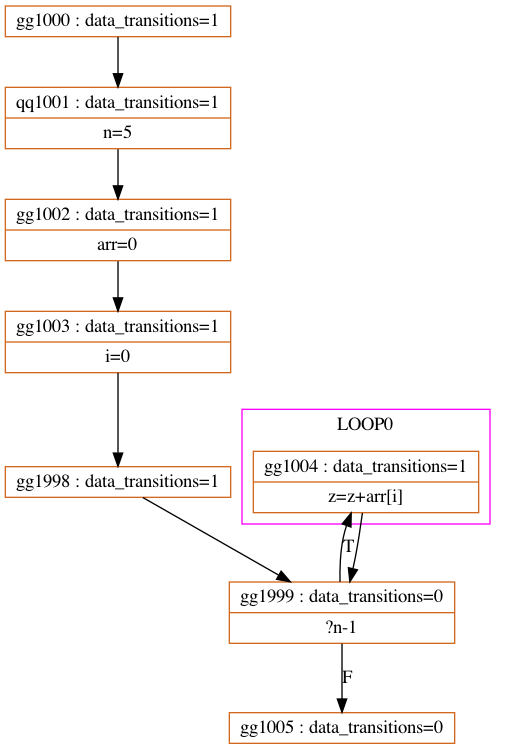 gg1000 : data_transitions=1
qq1001 : data_transitions=1
n=5
gg1002 : data_transitions=1
arr=0
gg1003 : data_transitions=1
i=0
LOOP0
gg1004 : data_transitions=1
z=z+arr[i]
gg1998 : data_transitions=1
T
gg1999 : data_transitions=0
?n-1
F
gg1005 : data_transitions=0